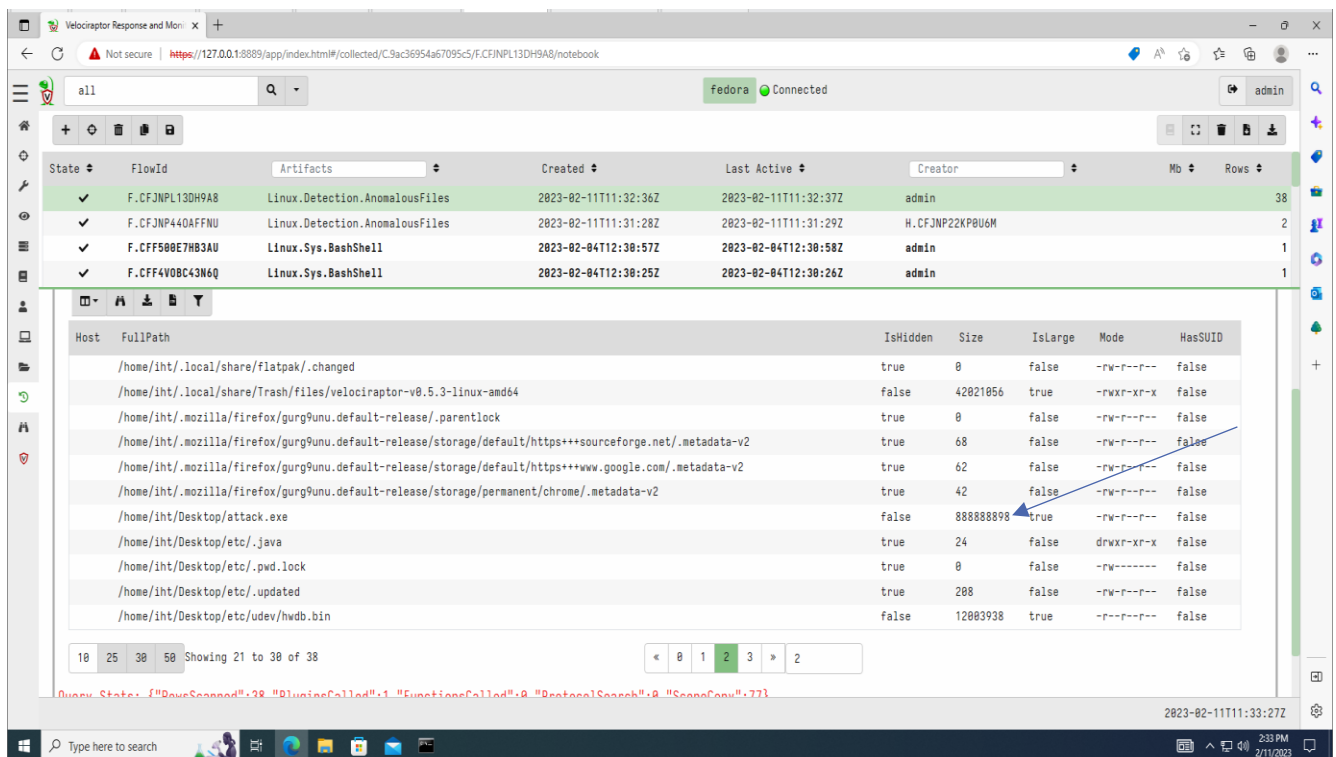 Velociraptor Response and Moni
Not secure | https://127.0.0.1:8889/app/index.html#/collected/C.9ac36954a67095c5/F.CFJNPL13DH9A8/notebook
all fedora Connected admin
State FlowId Artifacts Created Last Active Creator Mb Rows
F.CFJNPL13DH9A8 Linux.Detection.AnomalousFiles 2023-02-11T11:32:36Z 2023-02-11T11:32:37Z admin 38
F.CFJNP44OAFFNU Linux.Detection.AnomalousFiles 2023-02-11T11:31:28Z 2023-02-11T11:31:29Z H.CFJNP22KP0U6M 2
F.CFF500E7HB3AU Linux.Sys.BashShell 2023-02-04T12:30:57Z 2023-02-04T12:30:58Z admin 1
F.CFF4VOBC43N6Q Linux.Sys.BashShell 2023-02-04T12:30:25Z 2023-02-04T12:30:26Z admin 1
Host FullPath IsHidden Size IsLarge Mode HasSUID
/home/iht/.local/share/flatpak/.changed true 0 false -rw-r--r-- false
/home/iht/.local/share/Trash/files/velociraptor-v0.5.3-linux-amd64 false 42021056 true -rwxr-xr-x false
/home/iht/.mozilla/firefox/gurg9unu.default-release/.parentlock true 0 false -rw-r--r-- false
/home/iht/.mozilla/firefox/gurg9unu.default-release/storage/default/https+++sourceforge.net/.metadata-v2 true 68 false -rw-r--r-- false
/home/iht/.mozilla/firefox/gurg9unu.default-release/storage/default/https+++www.google.com/.metadata-v2 true 62 false -rw-r--r-- false
/home/iht/.mozilla/firefox/gurg9unu.default-release/storage/permanent/chrome/.metadata-v2 true 42 false -rw-r--r-- false
/home/iht/Desktop/attack.exe false 888888898 true -rw-r--r-- false
/home/iht/Desktop/etc/.java true 24 false drwxr-xr-x false
/home/iht/Desktop/etc/.pwd.lock true 0 false -rw------- false
/home/iht/Desktop/etc/.updated true 208 false -rw-r--r-- false
/home/iht/Desktop/etc/udev/hwdb.bin false 12003938 true -r--r--r-- false
10 25 30 50 Showing 21 to 30 of 38 « 0 1 2 3 » 2
Query Stats: {"RowsScanned":38,"PluginsCalled":1,"FunctionsCalled":0,"ProtocolSearch":0,"ScopeCopy":77}
2023-02-11T11:33:27Z
Type here to search 2:33 PM
2/11/2023